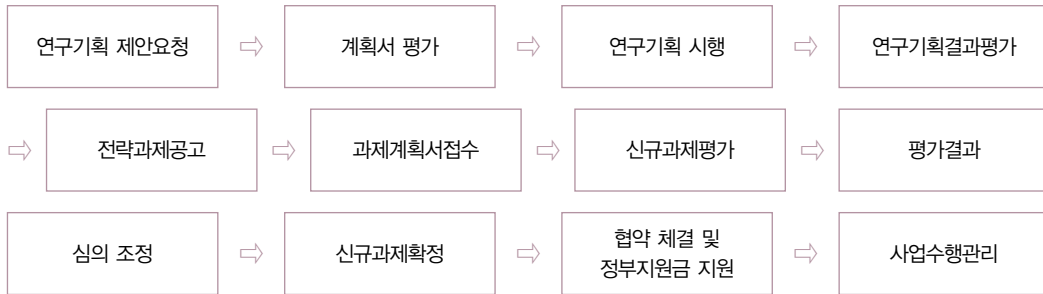 연구기획 제안요청
계획서 평가
연구기획 시행
연구기획결과평가
전략과제공고
과제계획서접수
신규과제평가
평가결과
심의 조정
신규과제확정
협약 체결 및
정부지원금 지원
사업수행관리